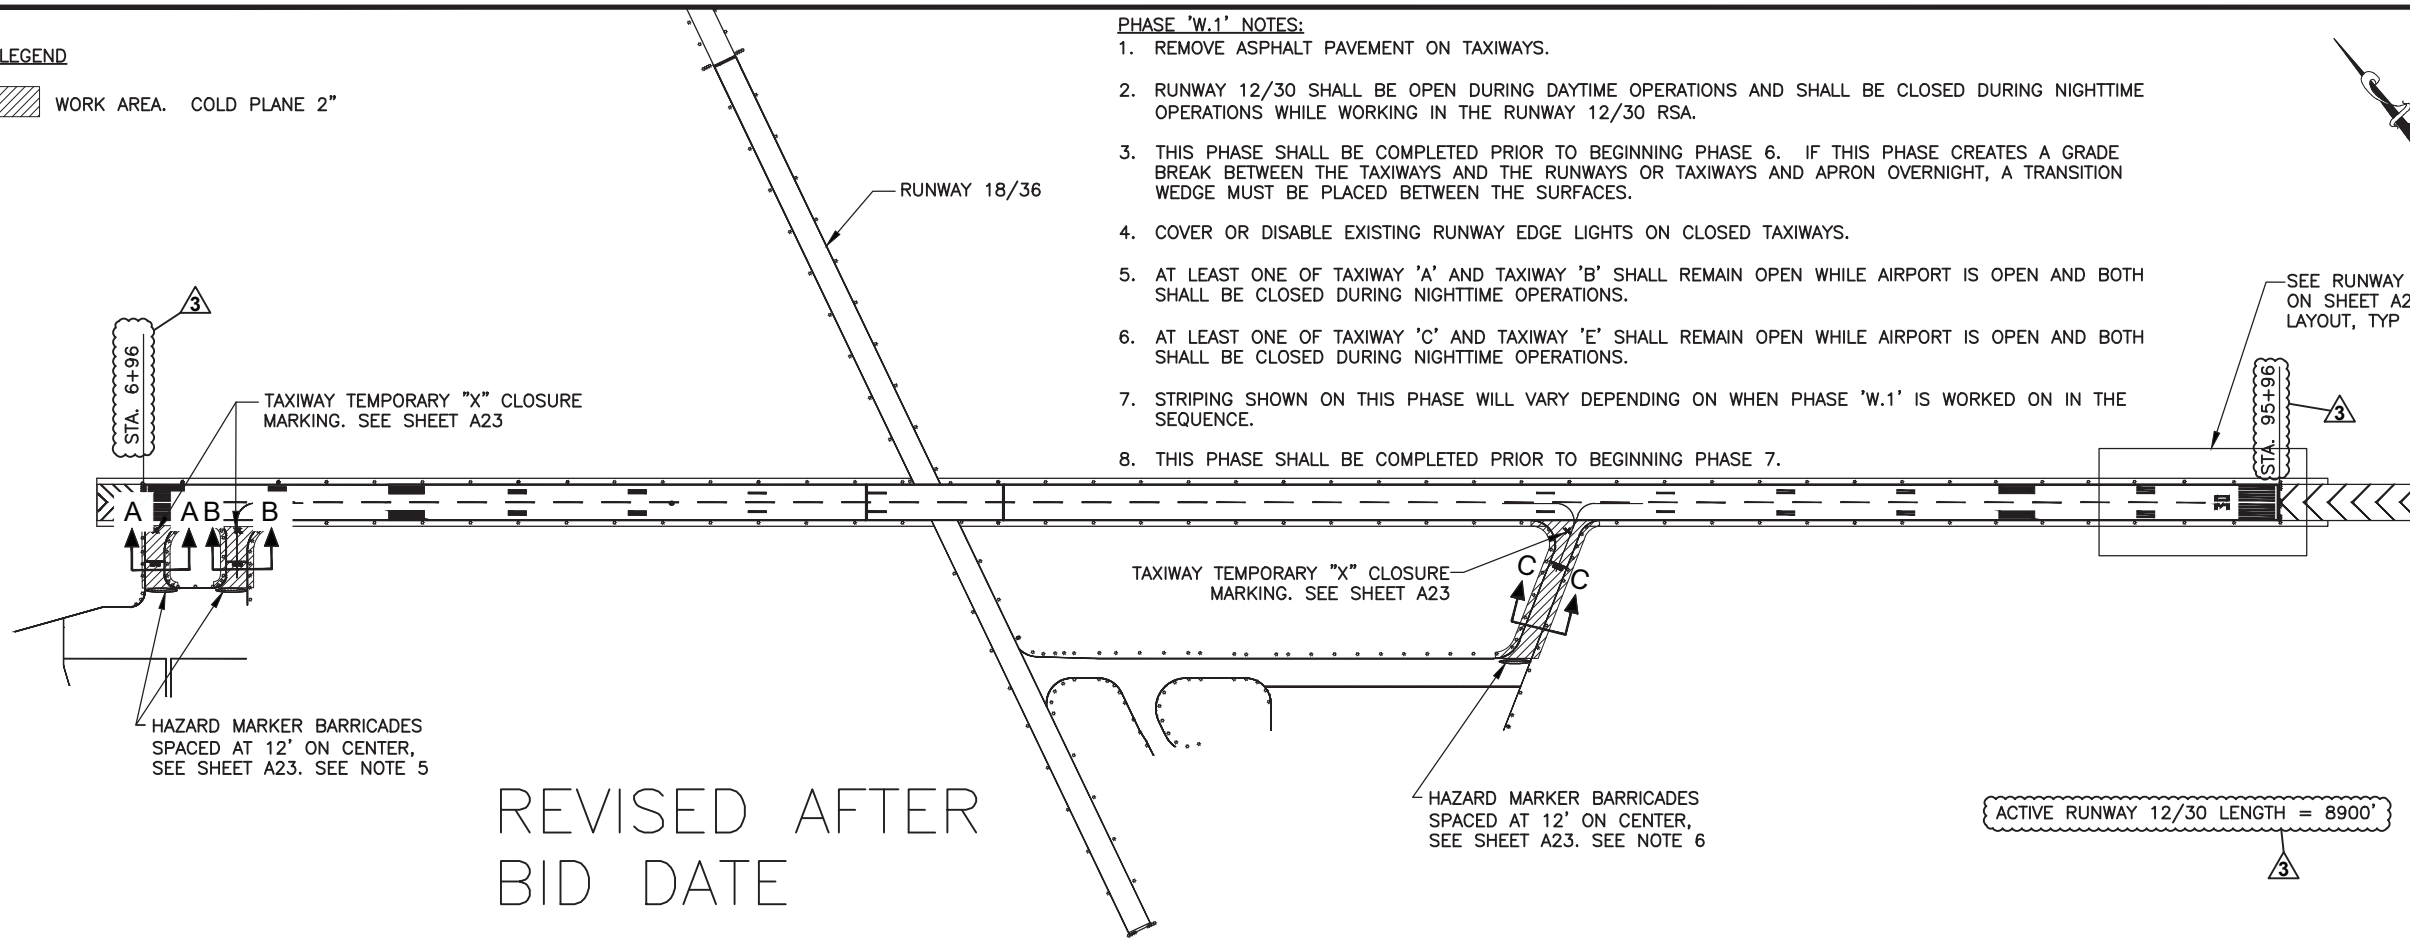 LEGEND
WORK AREA. COLD PLANE 2"
PHASE 'W.1' NOTES:
1. REMOVE ASPHALT PAVEMENT ON TAXIWAYS.
2. RUNWAY 12/30 SHALL BE OPEN DURING DAYTIME OPERATIONS AND SHALL BE CLOSED DURING NIGHTTIME
OPERATIONS WHILE WORKING IN THE RUNWAY 12/30 RSA.
3. THIS PHASE SHALL BE COMPLETED PRIOR TO BEGINNING PHASE 6. IF THIS PHASE CREATES A GRADE
BREAK BETWEEN THE TAXIWAYS AND THE RUNWAYS OR TAXIWAYS AND APRON OVERNIGHT, A TRANSITION
WEDGE MUST BE PLACED BETWEEN THE SURFACES.
4. COVER OR DISABLE EXISTING RUNWAY EDGE LIGHTS ON CLOSED TAXIWAYS.
5. AT LEAST ONE OF TAXIWAY 'A' AND TAXIWAY 'B' SHALL REMAIN OPEN WHILE AIRPORT IS OPEN AND BOTH
SHALL BE CLOSED DURING NIGHTTIME OPERATIONS.
6. AT LEAST ONE OF TAXIWAY 'C' AND TAXIWAY 'E' SHALL REMAIN OPEN WHILE AIRPORT IS OPEN AND BOTH
SHALL BE CLOSED DURING NIGHTTIME OPERATIONS.
7. STRIPING SHOWN ON THIS PHASE WILL VARY DEPENDING ON WHEN PHASE 'W.1' IS WORKED ON IN THE
SEQUENCE.
8. THIS PHASE SHALL BE COMPLETED PRIOR TO BEGINNING PHASE 7.
RUNWAY 18/36
3
STA. 6+96
TAXIWAY TEMPORARY "X" CLOSURE
MARKING. SEE SHEET A23
SEE RUNWAY
ON SHEET A2
LAYOUT, TYP
STA. 95+96
3
A A B B
30
TAXIWAY TEMPORARY "X" CLOSURE
MARKING. SEE SHEET A23
C C
HAZARD MARKER BARRICADES
SPACED AT 12' ON CENTER,
SEE SHEET A23. SEE NOTE 5
REVISED AFTER
BID DATE
HAZARD MARKER BARRICADES
SPACED AT 12' ON CENTER,
SEE SHEET A23. SEE NOTE 6
ACTIVE RUNWAY 12/30 LENGTH = 8900'
3